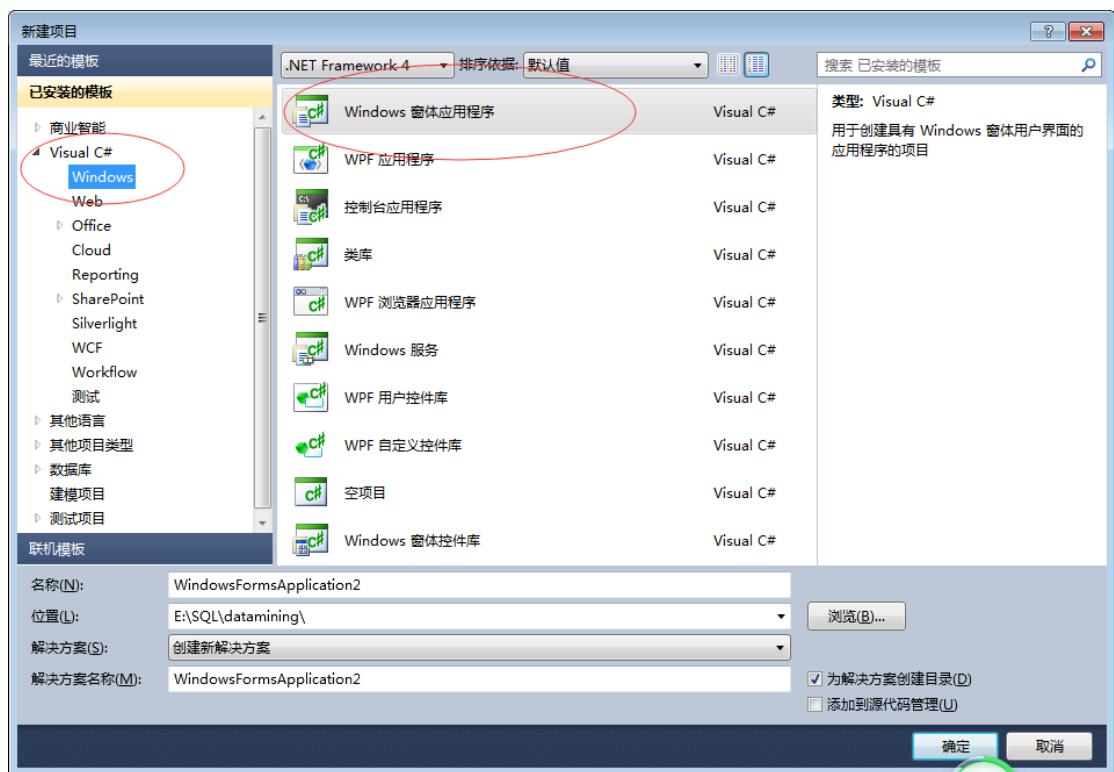 新建项目
最近的模板
已安装的模板
商业智能
Visual C#
Windows
Web
Office
Cloud
Reporting
SharePoint
Silverlight
WCF
Workflow
测试
其他语言
其他项目类型
数据库
建模项目
测试项目
联机模板
.NET Framework 4 排序依据: 默认值
Windows 窗体应用程序 Visual C#
WPF 应用程序 Visual C#
控制台应用程序 Visual C#
类库 Visual C#
WPF 浏览器应用程序 Visual C#
Windows 服务 Visual C#
WPF 用户控件库 Visual C#
WPF 自定义控件库 Visual C#
空项目 Visual C#
Windows 窗体控件库 Visual C#
搜索 已安装的模板
类型: Visual C#
用于创建具有 Windows 窗体用户界面的
应用程序的项目
名称(N): WindowsFormsApplication2
位置(L): E:\SQL\datamining\ 浏览(B)...
解决方案(S): 创建新解决方案
解决方案名称(M): WindowsFormsApplication2 为解决方案创建目录(D)
添加到源代码管理(U)
确定 取消